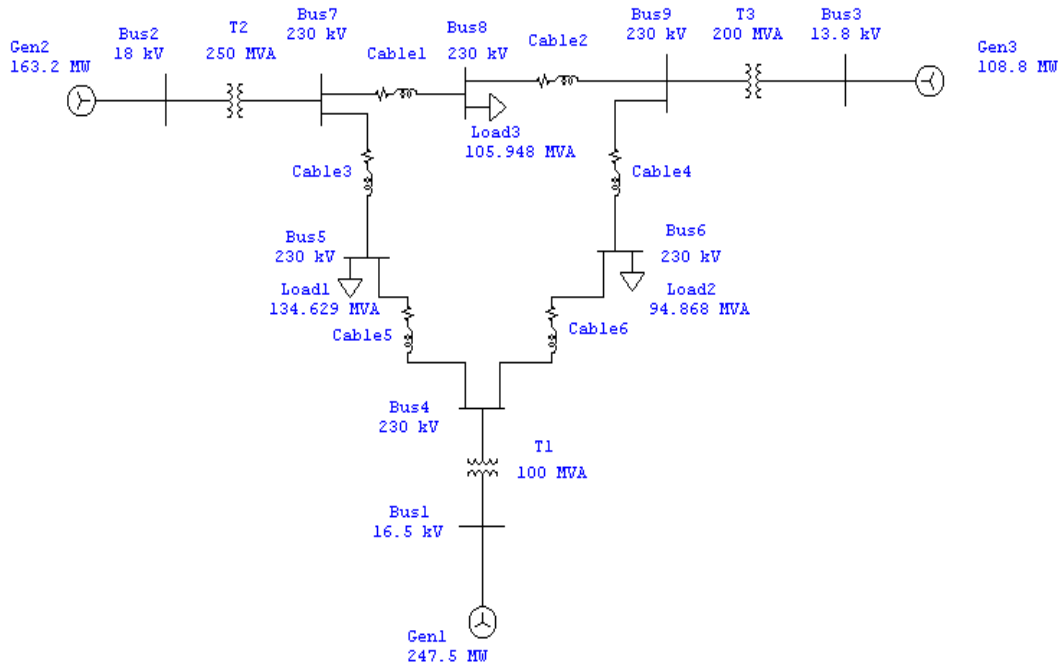 Gen2
163.2 MW
Bus2
18 kV
T2
250 MVA
Bus7
230 kV
Cable1
Bus8
230 kV
Cable2
Bus9
230 kV
T3
200 MVA
Bus3
13.8 kV
Gen3
108.8 MW
Load3
105.948 MVA
Cable3
Cable4
Bus5
230 kV
Bus6
230 kV
Load1
134.629 MVA
Load2
94.868 MVA
Cable5
Cable6
Bus4
230 kV
T1
100 MVA
Bus1
16.5 kV
Gen1
247.5 MW